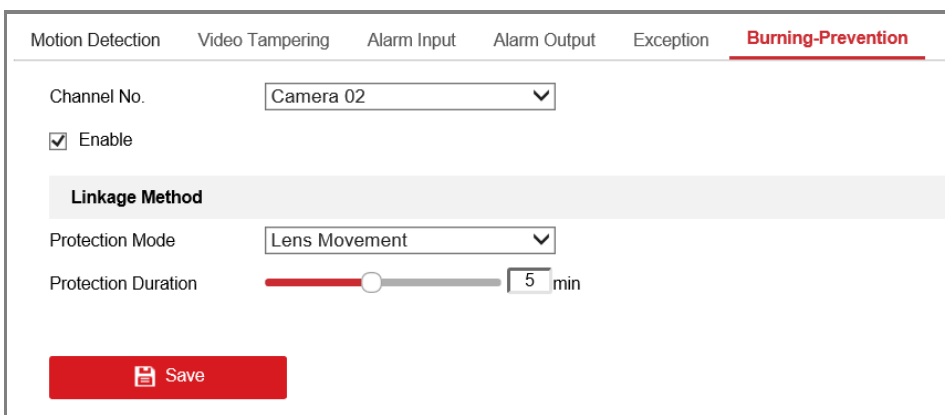 Motion Detection Video Tampering Alarm Input Alarm Output Exception Burning-Prevention
Channel No. Camera 02
Enable
Linkage Method
Protection Mode Lens Movement
Protection Duration 5 min
Save